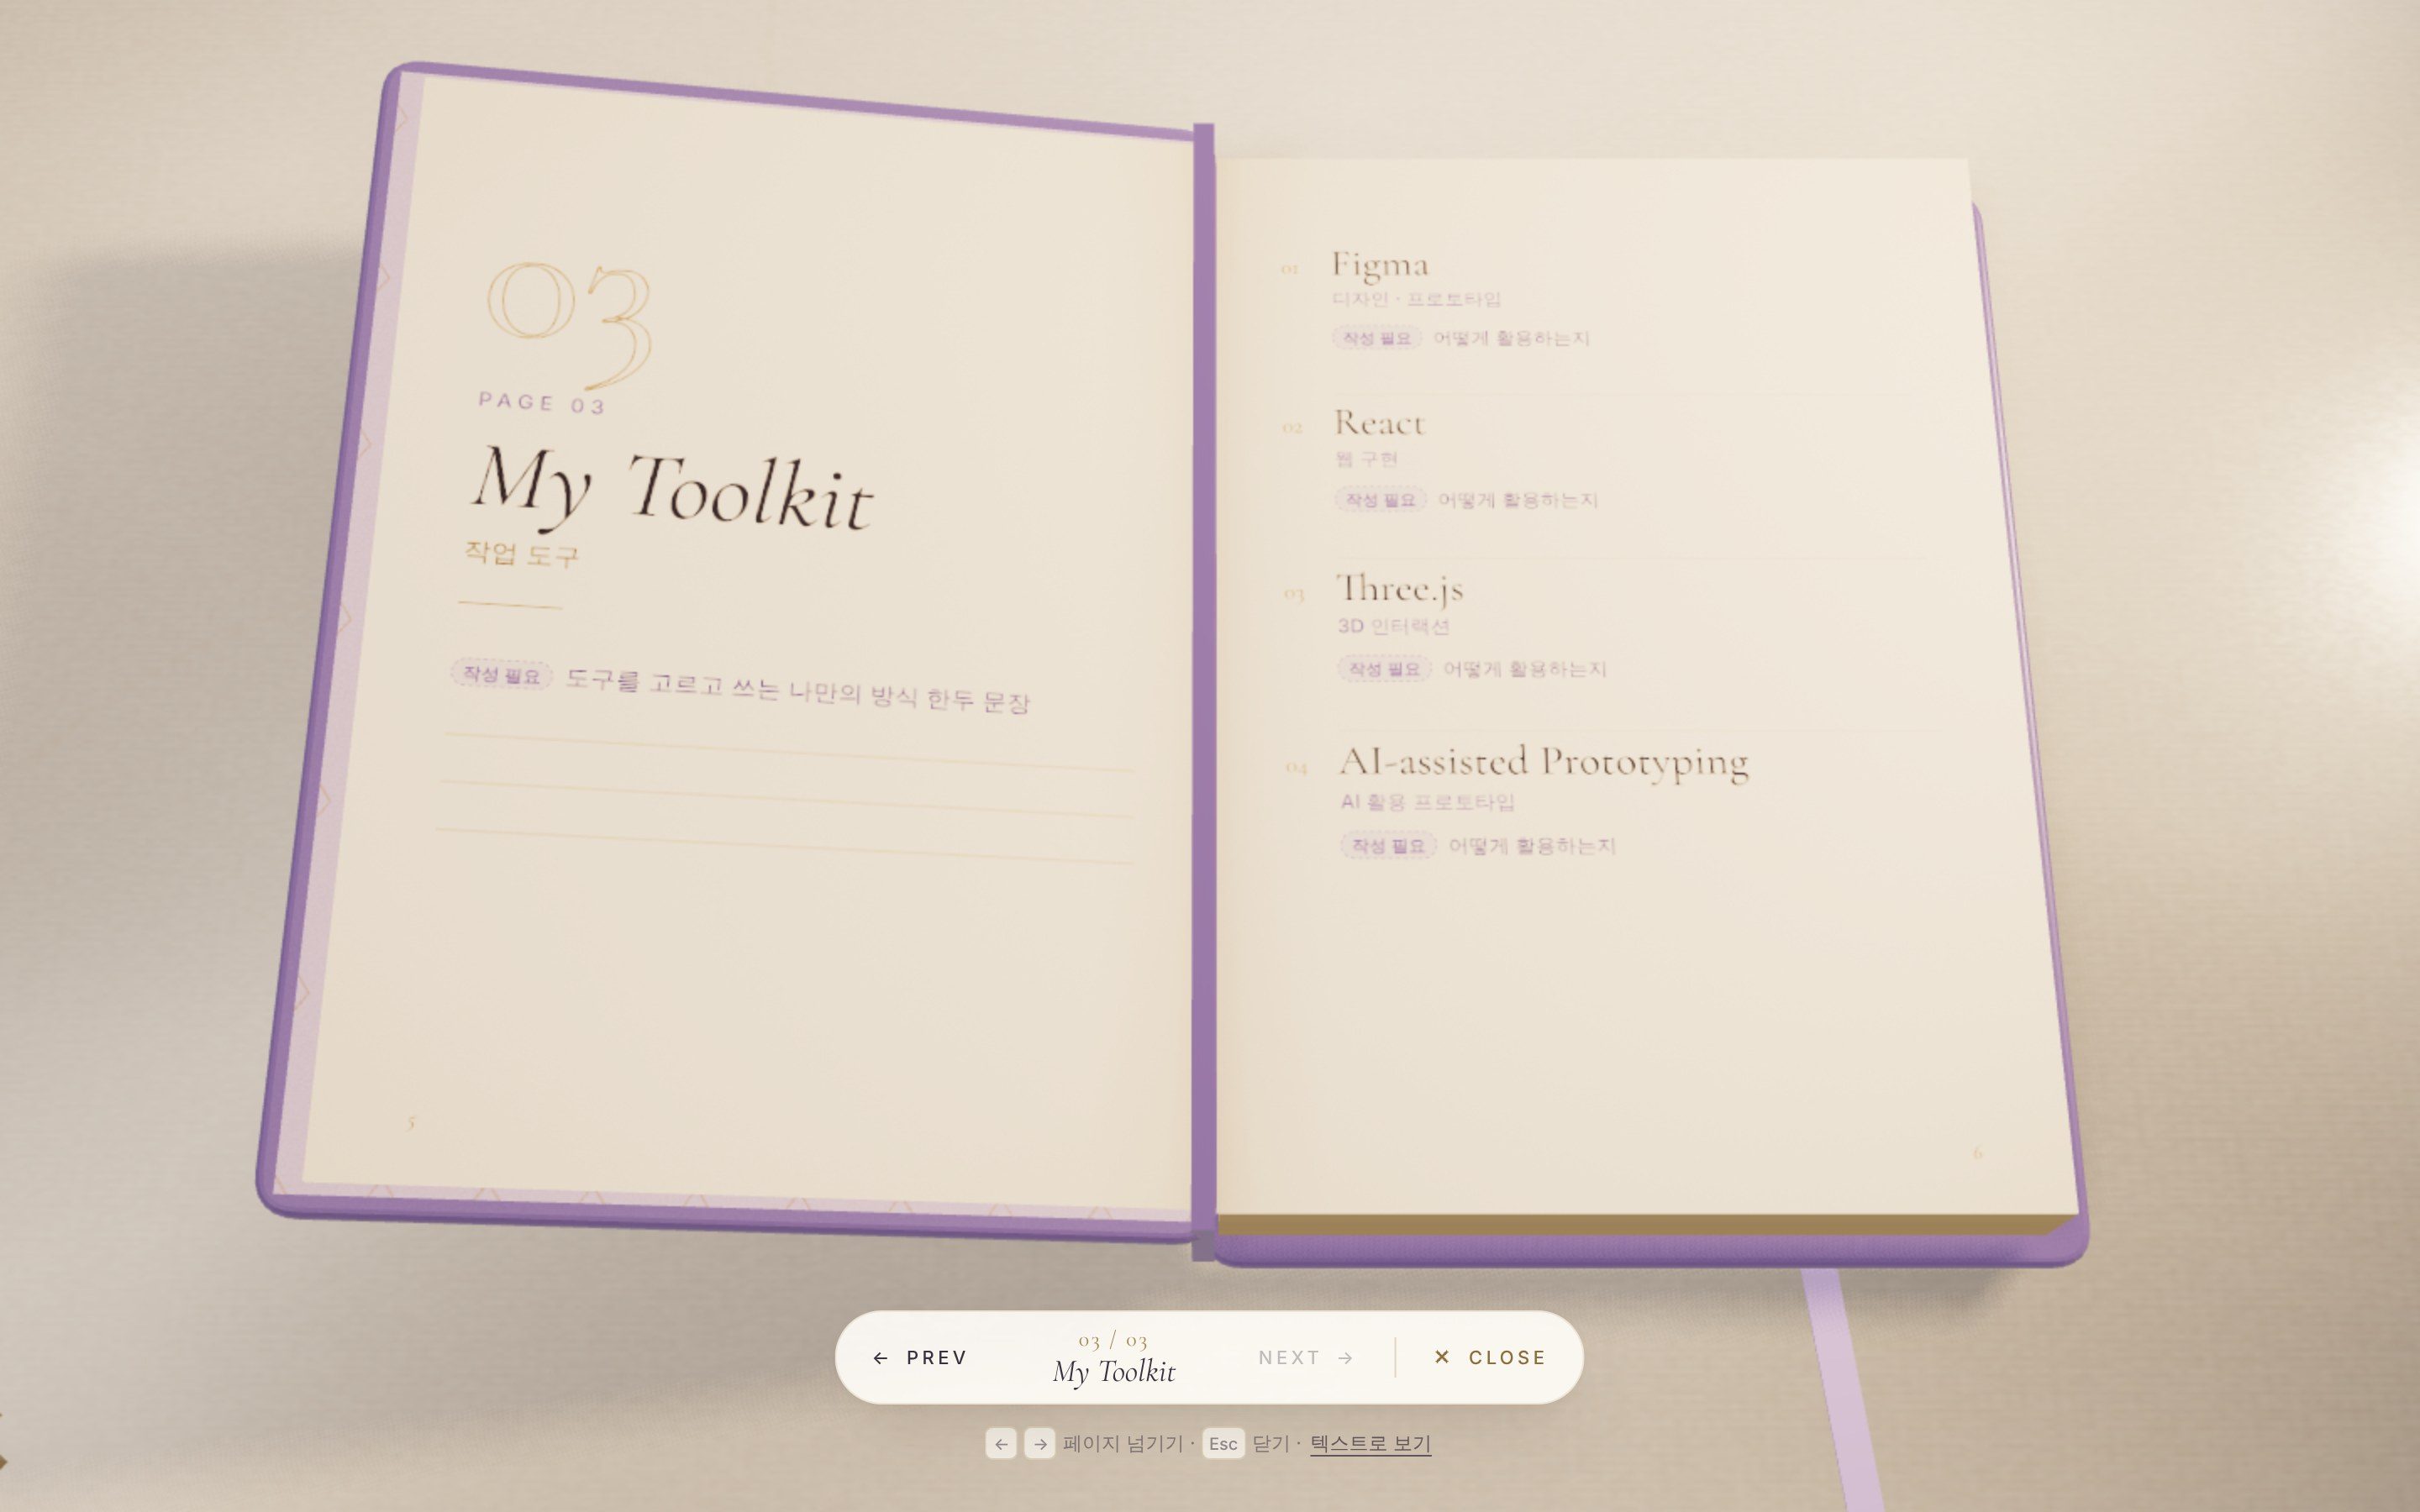 03
PAGE 03
My Toolkit
작업 도구
작성 필요 도구를 고르고 쓰는 나만의 방식 한두 문장
5
01 Figma
디자인 · 프로토타입
작성 필요 어떻게 활용하는지
02 React
웹 구현
작성 필요 어떻게 활용하는지
03 Three.js
3D 인터랙션
작성 필요 어떻게 활용하는지
04 AI-assisted Prototyping
AI 활용 프로토타입
작성 필요 어떻게 활용하는지
6
← PREV
03 / 03
My Toolkit
NEXT →
✕ CLOSE
← → 페이지 넘기기 · Esc 닫기 · 텍스트로 보기